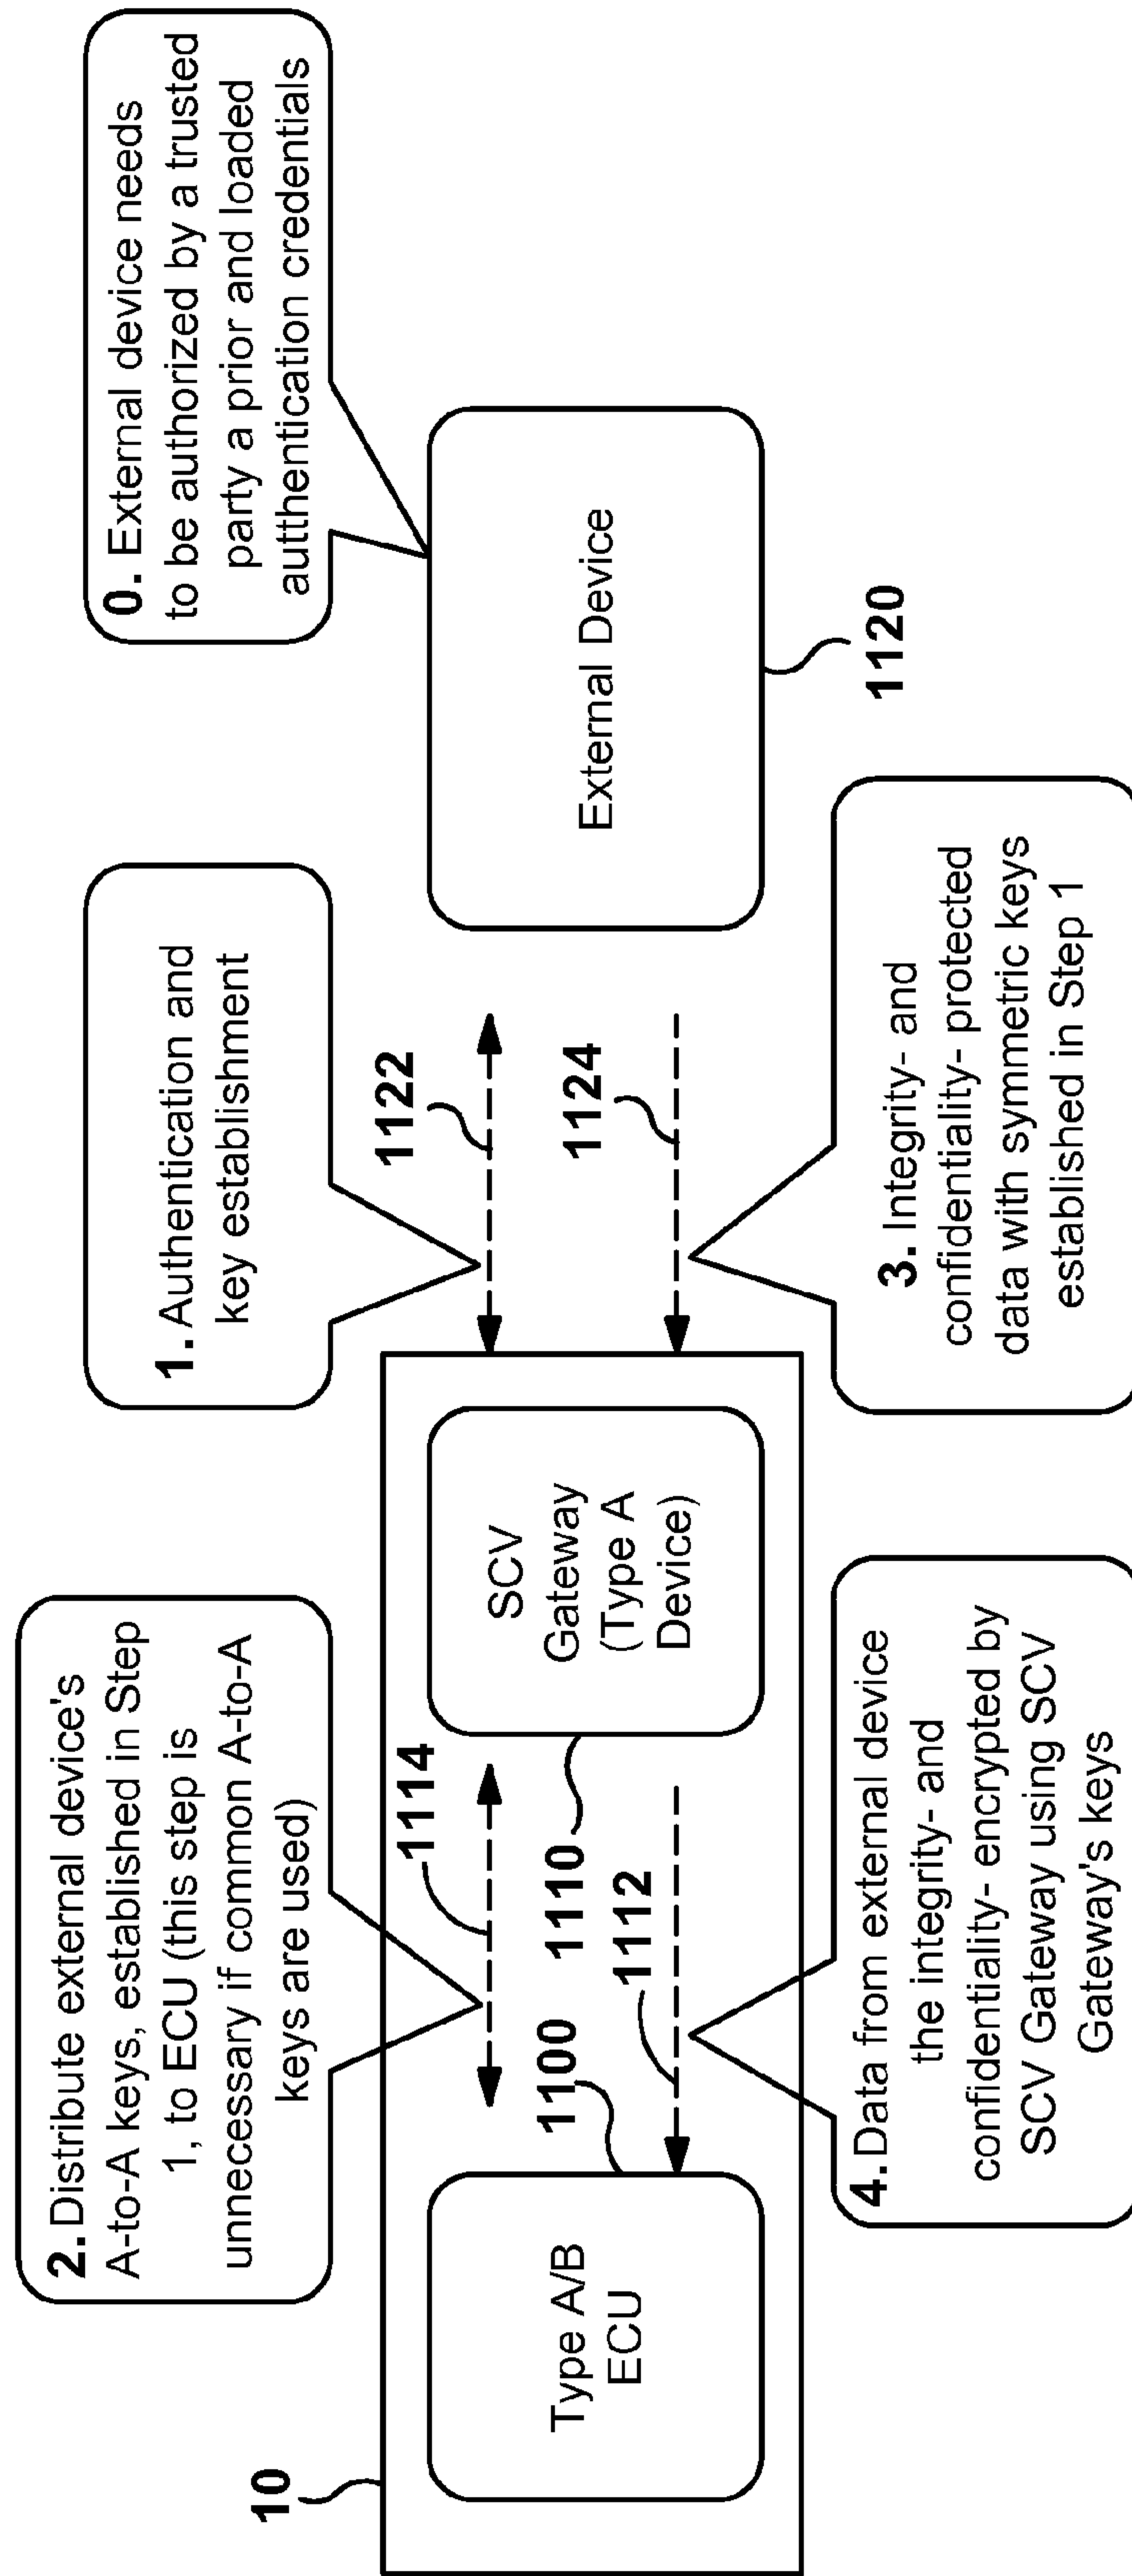 0. External device needs
to be authorized by a trusted
party a prior and loaded
autthentication credentials
1. Authentication and
key establishment
2. Distribute external device's
A-to-A keys, established in Step
1, to ECU (this step is
unnecessary if common A-to-A
keys are used)
10
Type A/B
ECU
1100
1114
1112
1110
SCV
Gateway
(Type A
Device)
1122
1124
External Device
1120
3. Integrity- and
confidentiality- protected
data with symmetric keys
established in Step 1
4. Data from external device
the integrity- and
confidentiality- encrypted by
SCV Gateway using SCV
Gateway's keys